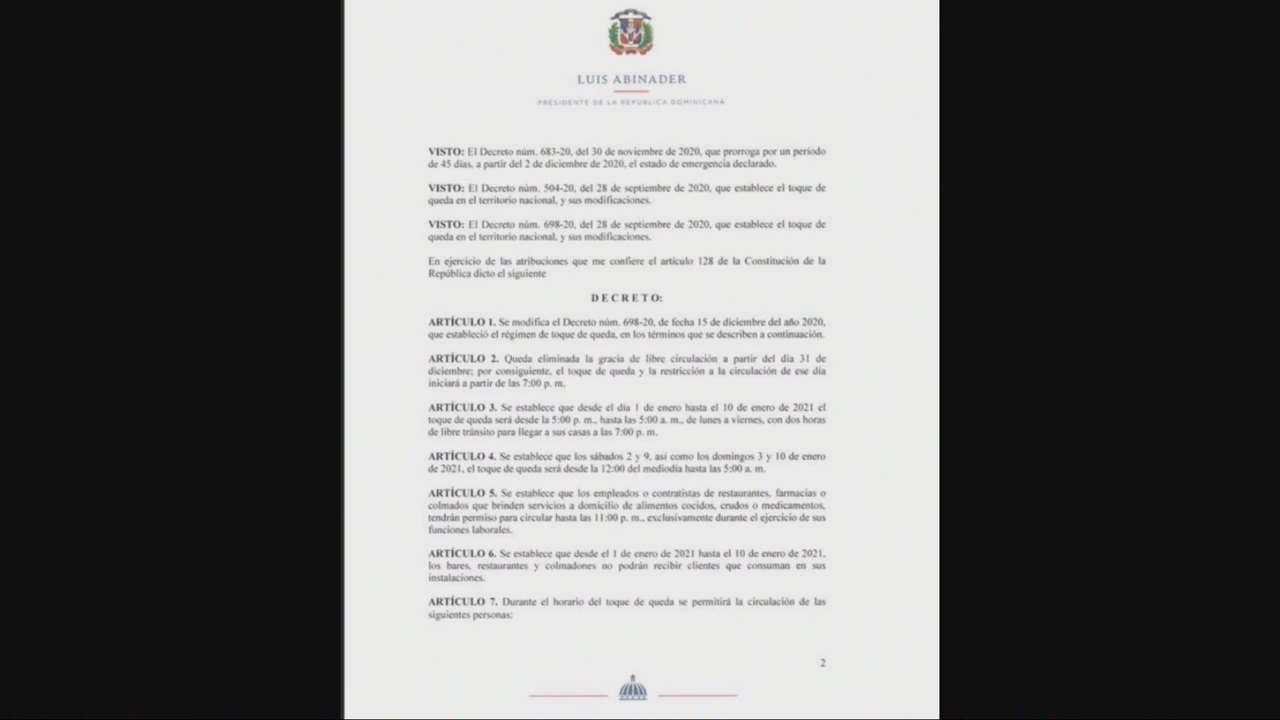 LUIS ABINADER
PRESIDENTE DE LA REPÚBLICA DOMINICANA
VISTO: El Decreto núm. 683-20, del 30 de noviembre de 2020, que prorroga por un período
de 45 días, a partir del 2 de diciembre de 2020, el estado de emergencia declarado.
VISTO: El Decreto núm. 504-20, del 28 de septiembre de 2020, que establece el toque de
queda en el territorio nacional, y sus modificaciones.
VISTO: El Decreto núm. 698-20, del 28 de septiembre de 2020, que establece el toque de
queda en el territorio nacional, y sus modificaciones.
En ejercicio de las atribuciones que me confiere el artículo 128 de la Constitución de la
República dicto el siguiente
DECRETO:
ARTÍCULO 1. Se modifica el Decreto núm. 698-20, de fecha 15 de diciembre del año 2020,
que estableció el régimen de toque de queda, en los términos que se describen a continuación.
ARTÍCULO 2. Queda eliminada la gracia de libre circulación a partir del día 31 de
diciembre; por consiguiente, el toque de queda y la restricción a la circulación de ese día
iniciará a partir de las 7:00 p. m.
ARTÍCULO 3. Se establece que desde el día 1 de enero hasta el 10 de enero de 2021 el
toque de queda será desde la 5:00 p. m., hasta las 5:00 a. m., de lunes a viernes, con dos horas
de libre tránsito para llegar a sus casas a las 7:00 p. m.
ARTÍCULO 4. Se establece que los sábados 2 y 9, así como los domingos 3 y 10 de enero
de 2021, el toque de queda será desde la 12:00 del mediodía hasta las 5:00 a. m.
ARTÍCULO 5. Se establece que los empleados o contratistas de restaurantes, farmacias o
colmados que brinden servicios a domicilio de alimentos cocidos, crudos o medicamentos,
tendrán permiso para circular hasta las 11:00 p. m., exclusivamente durante el ejercicio de sus
funciones laborales.
ARTÍCULO 6. Se establece que desde el 1 de enero de 2021 hasta el 10 de enero de 2021,
los bares, restaurantes y colmadones no podrán recibir clientes que consuman en sus
instalaciones.
ARTÍCULO 7. Durante el horario del toque de queda se permitirá la circulación de las
siguientes personas:
2